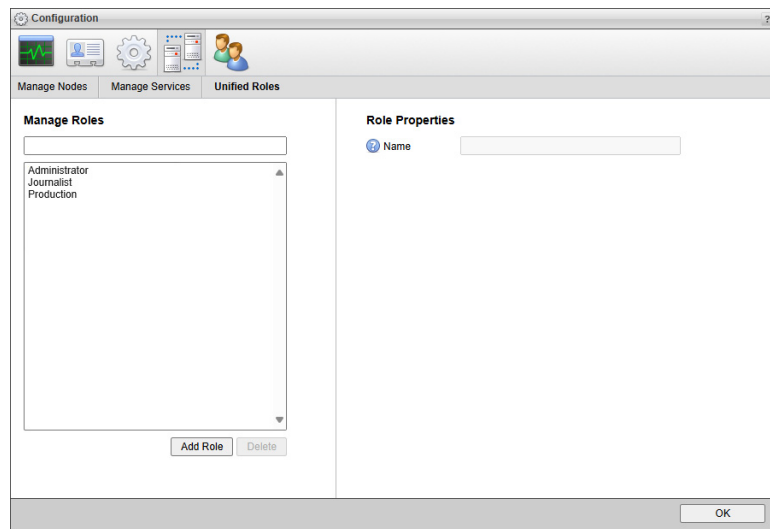 Configuration
?
Manage Nodes
Manage Services
Unified Roles
Manage Roles
Administrator
Journalist
Production
Add Role
Delete
Role Properties
? Name
OK